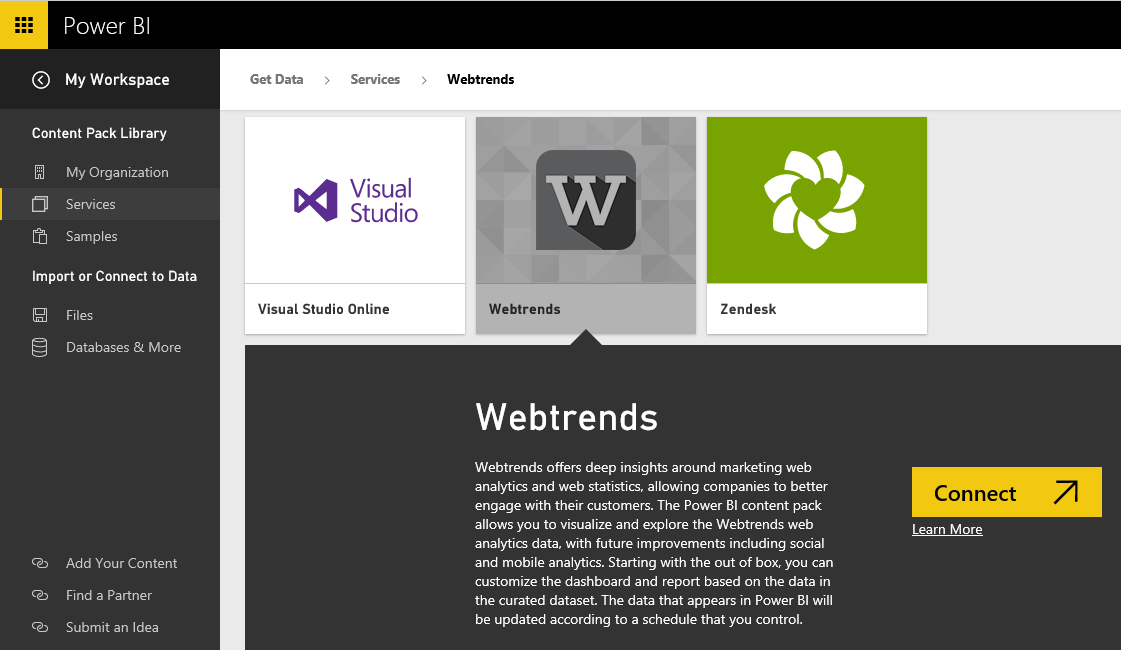 Power BI
My Workspace
Get Data > Services > Webtrends
Content Pack Library
My Organization
Services
Samples
Import or Connect to Data
Files
Databases & More
Add Your Content
Find a Partner
Submit an Idea
Visual
Studio
W
Visual Studio Online
Webtrends
Zendesk
Webtrends
Webtrends offers deep insights around marketing web
analytics and web statistics, allowing companies to better
engage with their customers. The Power BI content pack
allows you to visualize and explore the Webtrends web
analytics data, with future improvements including social
and mobile analytics. Starting with the out of box, you can
customize the dashboard and report based on the data in
the curated dataset. The data that appears in Power BI will
be updated according to a schedule that you control.
Connect
Learn More